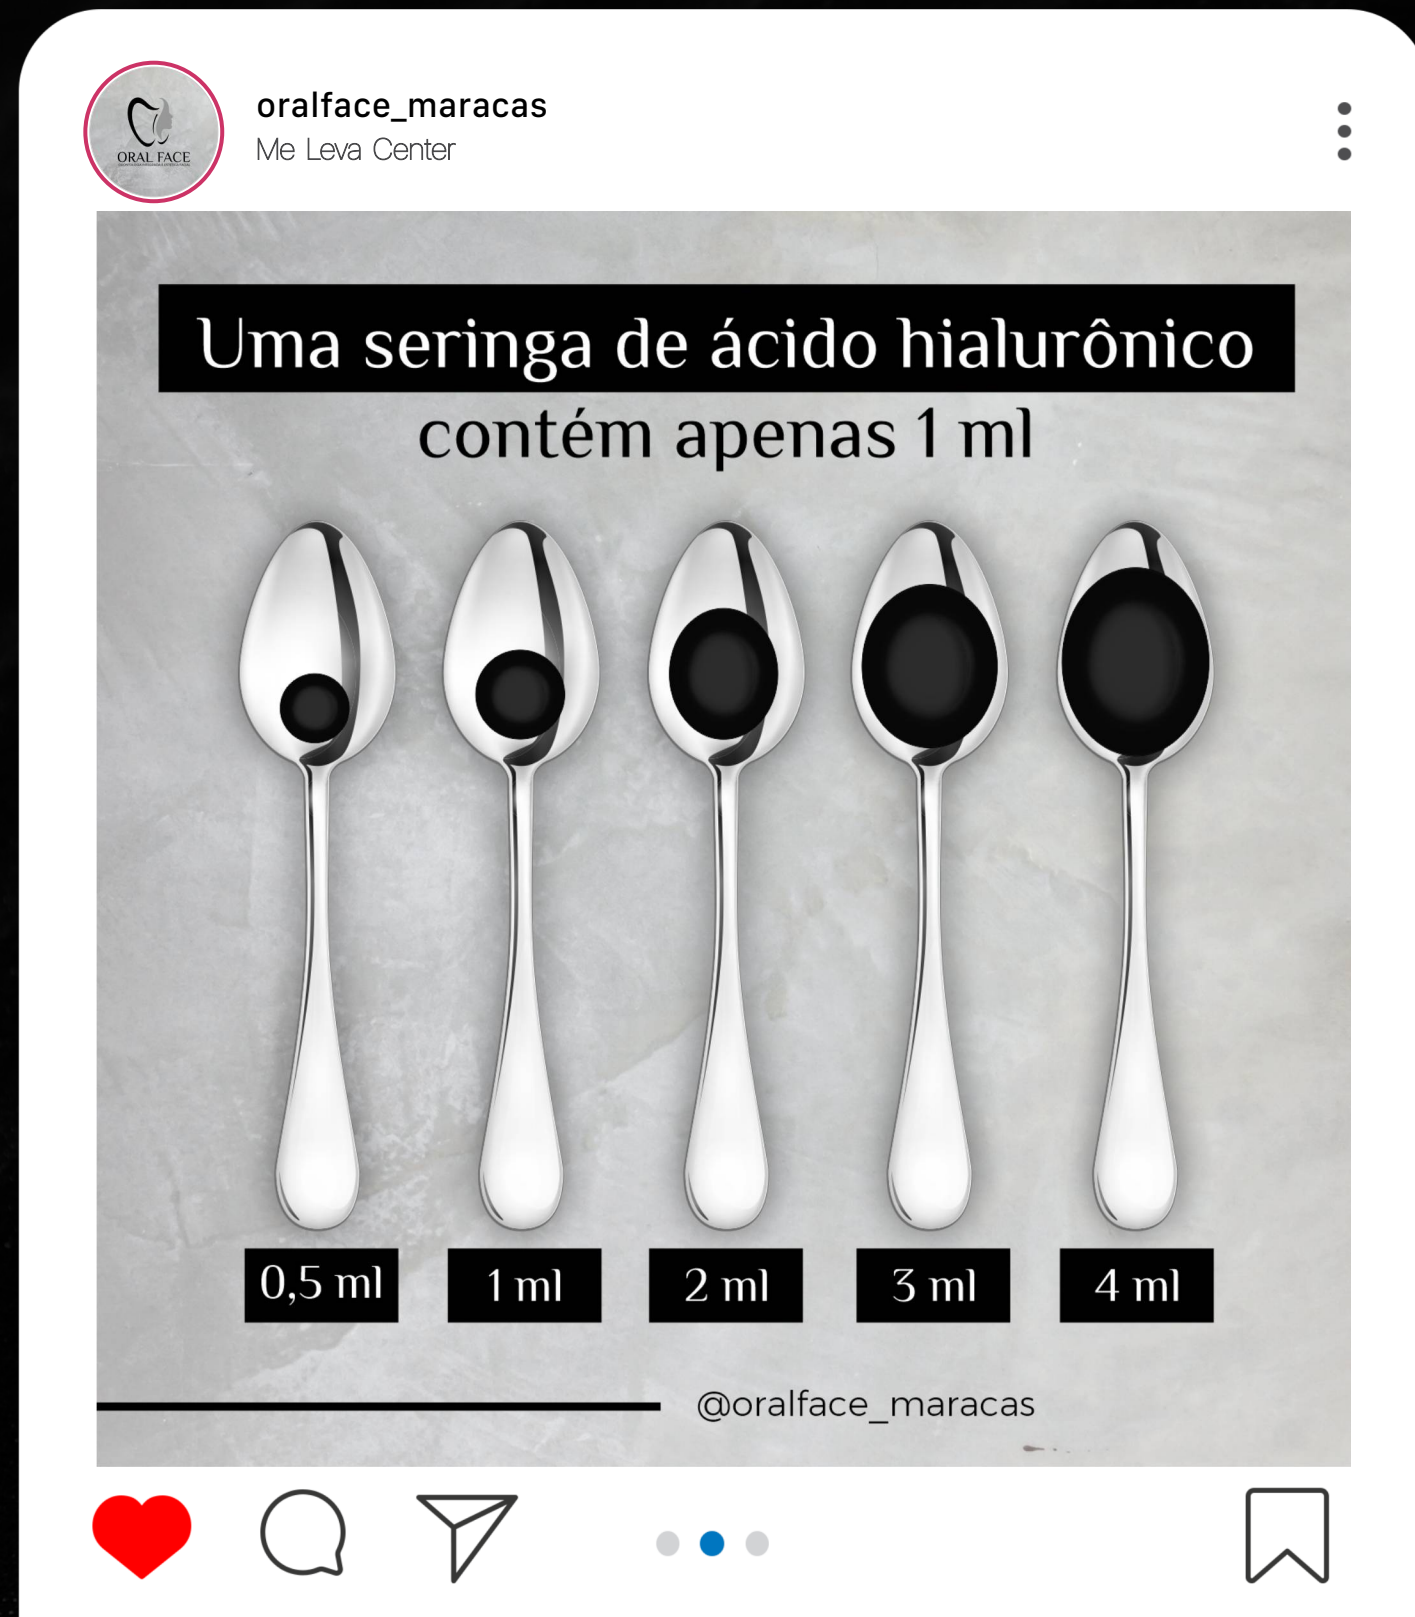 ORAL FACE
oralface_maracas
Me Leva Center
Uma seringa de ácido hialurônico
contém apenas 1 ml
0,5 ml
1 ml
2 ml
3 ml
4 ml
@oralface_maracas